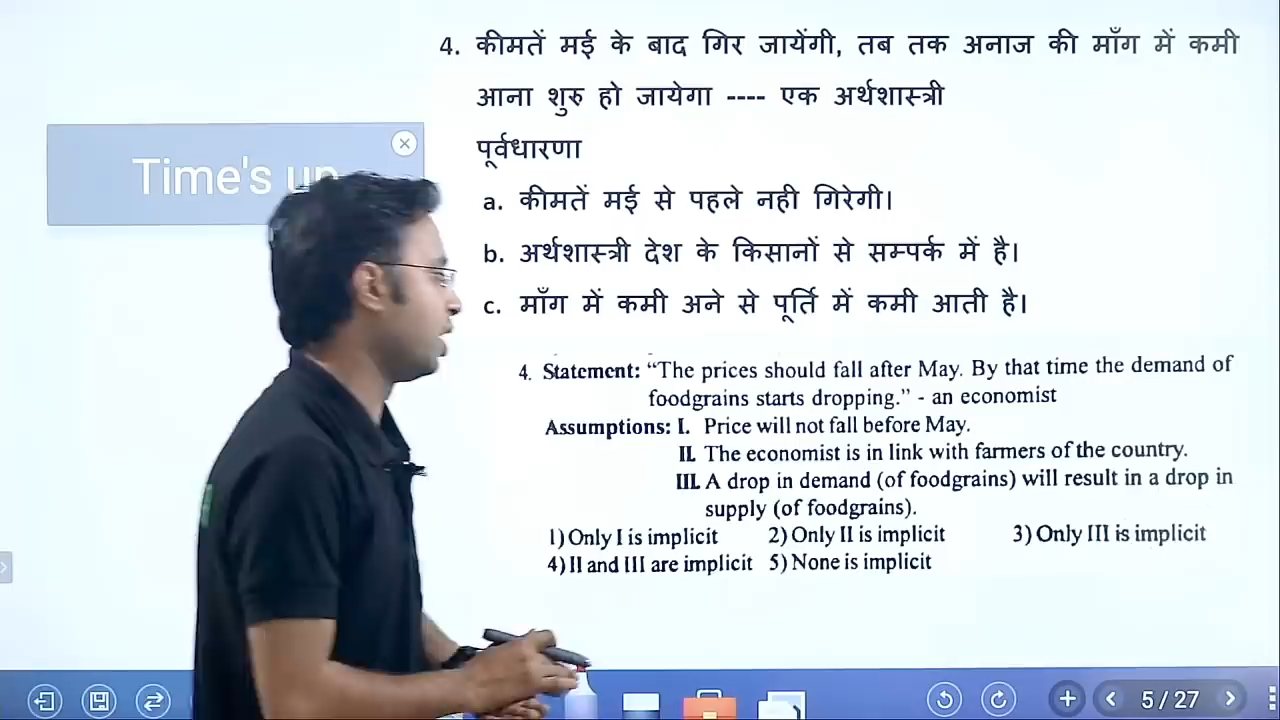 4. कीमतें मई के बाद गिर जायेंगी, तब तक अनाज की माँग में कमी
आना शुरु हो जायेगा ---- एक अर्थशास्त्री
पूर्वधारणा
a. कीमतें मई से पहले नही गिरेगी।
b. अर्थशास्त्री देश के किसानों से सम्पर्क में है।
c. माँग में कमी अने से पूर्ति में कमी आती है।
Time's up
4. Statement: “The prices should fall after May. By that time the demand of
foodgrains starts dropping.” - an economist
Assumptions: I. Price will not fall before May.
II. The economist is in link with farmers of the country.
III. A drop in demand (of foodgrains) will result in a drop in
supply (of foodgrains).
1) Only I is implicit 2) Only II is implicit 3) Only III is implicit
4) II and III are implicit 5) None is implicit
5 / 27